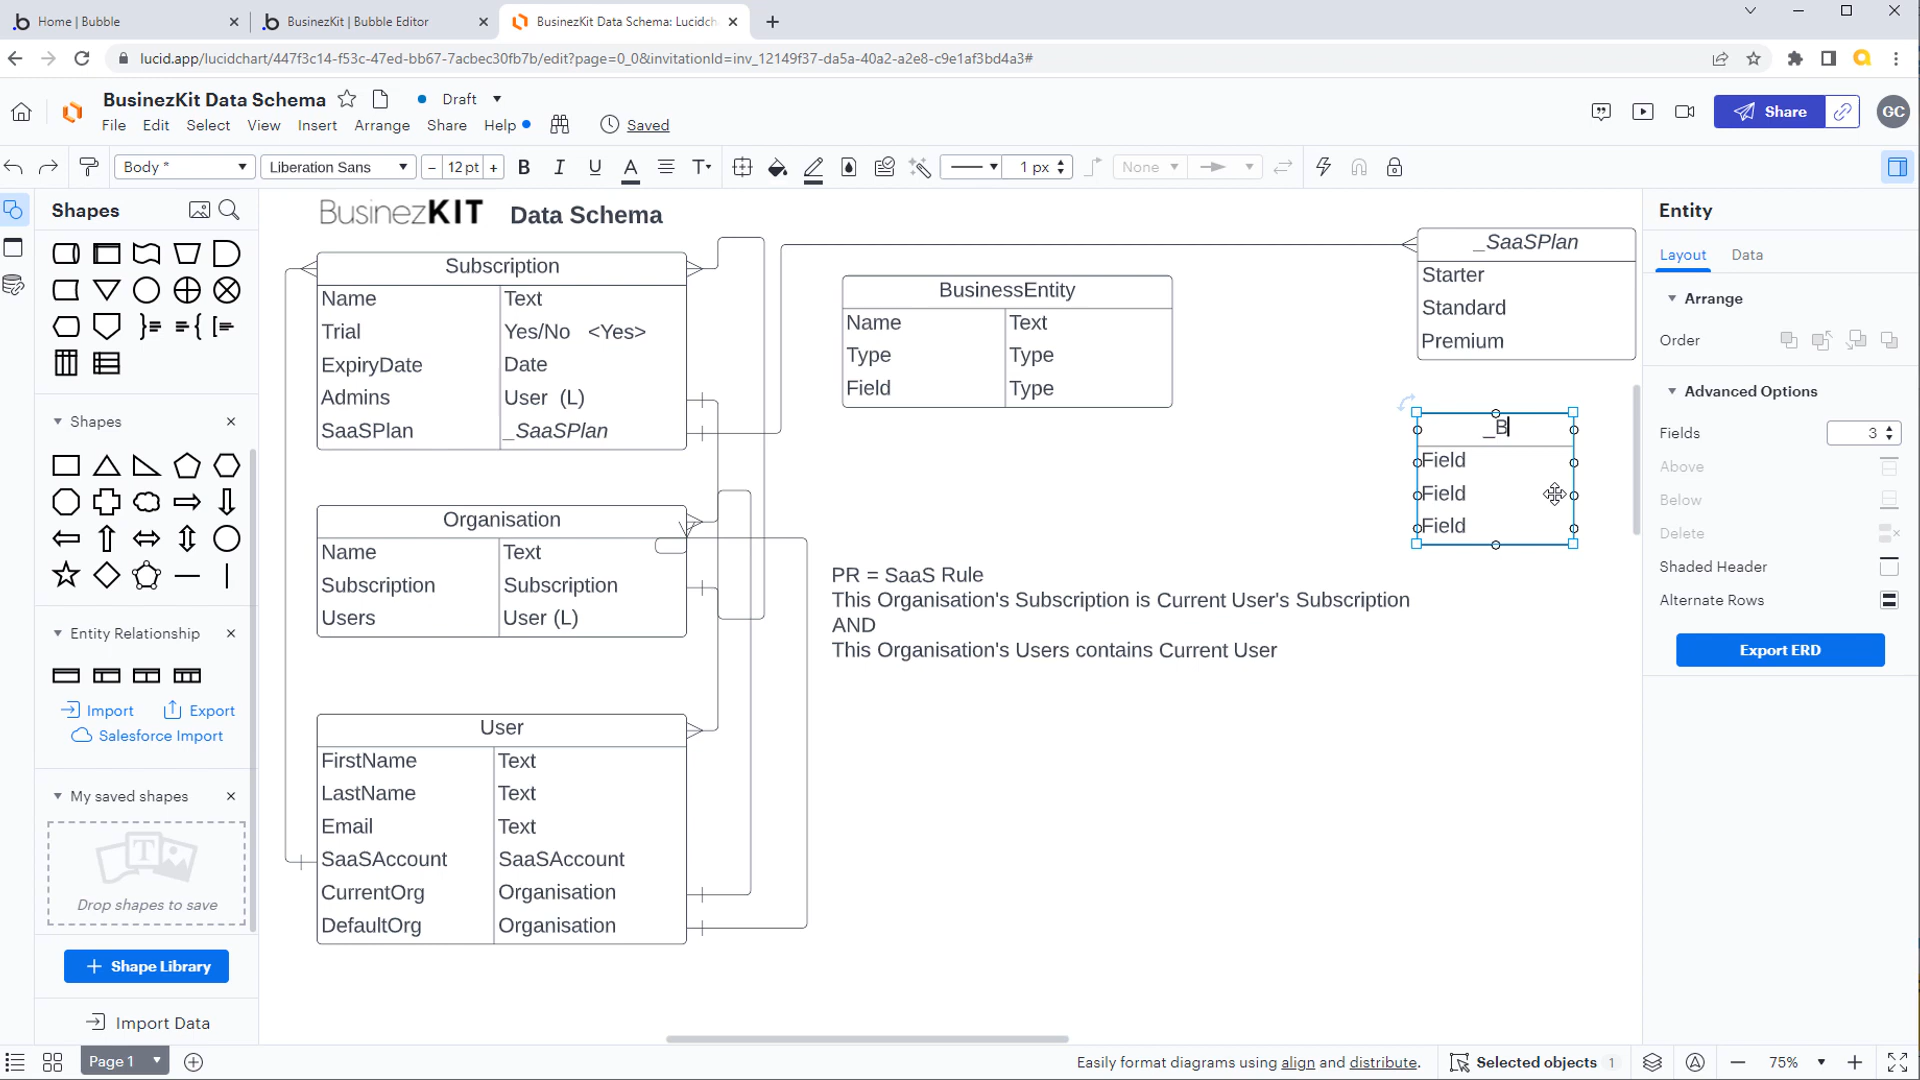 Home | Bubble
BusinezKit | Bubble Editor
BusinezKit Data Schema: Lucidch
lucid.app/lucidchart/447f3c14-f53c-47ed-bb67-7acbec30fb7b/edit?page=0_0&invitationId=inv_12149f37-da5a-40a2-a2e8-c9e1af3bd4a3#
BusinezKit Data Schema
Draft
File Edit Select View Insert Arrange Share Help
Saved
Share
GC
Body *
Liberation Sans
12 pt
B I U A T
1 px
None
Shapes
Shapes
Entity Relationship
Import
Export
Salesforce Import
My saved shapes
T
Drop shapes to save
+ Shape Library
Import Data
BusinezKIT Data Schema
Subscription
Name Text
Trial Yes/No <Yes>
ExpiryDate Date
Admins User (L)
SaaSPlan _SaaSPlan
Organisation
Name Text
Subscription Subscription
Users User (L)
User
FirstName Text
LastName Text
Email Text
SaaSAccount SaaSAccount
CurrentOrg Organisation
DefaultOrg Organisation
BusinessEntity
Name Text
Type Type
Field Type
PR = SaaS Rule
This Organisation's Subscription is Current User's Subscription
AND
This Organisation's Users contains Current User
_SaaSPlan
Starter
Standard
Premium
_B
Field
Field
Field
Entity
Layout Data
Arrange
Order
Advanced Options
Fields 3
Above
Below
Delete
Shaded Header
Alternate Rows
Export ERD
Page 1
Easily format diagrams using align and distribute.
Selected objects 1
75%